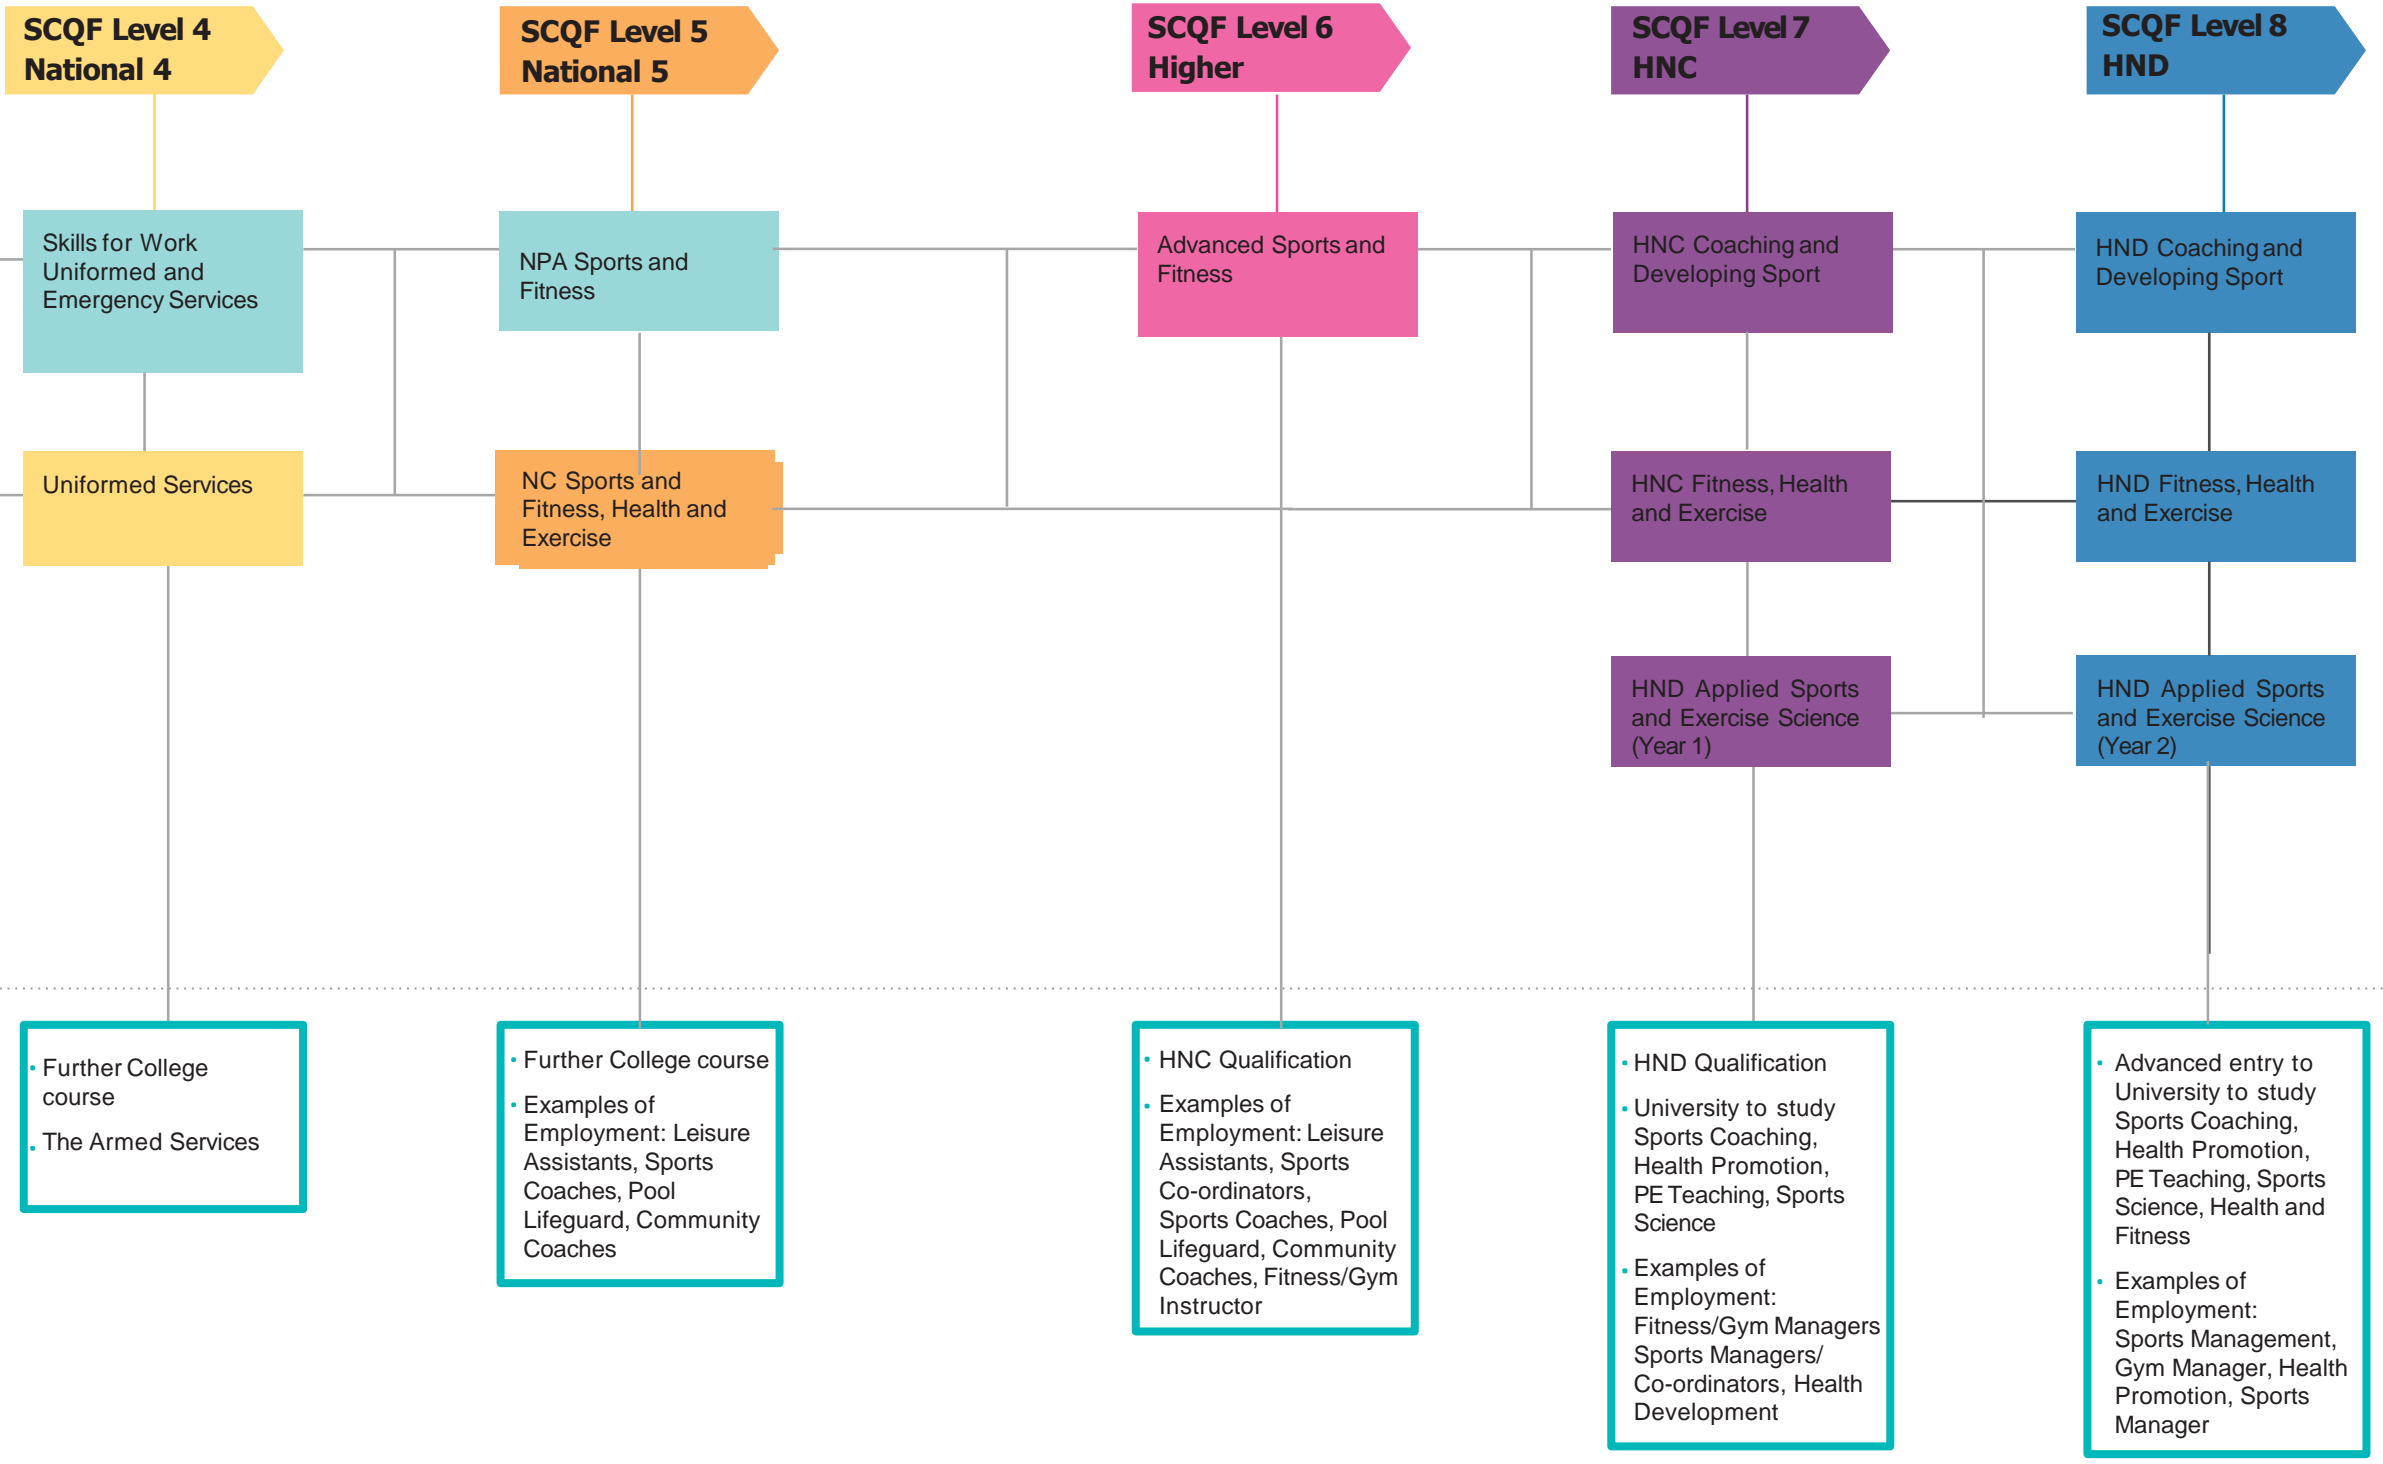 SCQF Level 4
National 4
SCQF Level 5
National 5
SCQF Level 6
Higher
SCQF Level 7
HNC
SCQF Level 8
HND
Skills for Work
Uniformed and
Emergency Services
NPA Sports and
Fitness
Advanced Sports and
Fitness
HNC Coaching and
Developing Sport
HND Coaching and
Developing Sport
Uniformed Services
NC Sports and
Fitness, Health and
Exercise
HNC Fitness, Health
and Exercise
HND Fitness, Health
and Exercise
HND Applied Sports
and Exercise Science
(Year 1)
HND Applied Sports
and Exercise Science
(Year 2)
· Further College
course
· The Armed Services
· Further College course
· Examples of
Employment: Leisure
Assistants, Sports
Coaches, Pool
Lifeguard, Community
Coaches
· HNC Qualification
· Examples of
Employment: Leisure
Assistants, Sports
Co-ordinators,
Sports Coaches, Pool
Lifeguard, Community
Coaches, Fitness/Gym
Instructor
· HND Qualification
· University to study
Sports Coaching,
Health Promotion,
PE Teaching, Sports
Science
· Examples of
Employment:
Fitness/Gym Managers
Sports Managers/
Co-ordinators, Health
Development
· Advanced entry to
University to study
Sports Coaching,
Health Promotion,
PE Teaching, Sports
Science, Health and
Fitness
· Examples of
Employment:
Sports Management,
Gym Manager, Health
Promotion, Sports
Manager